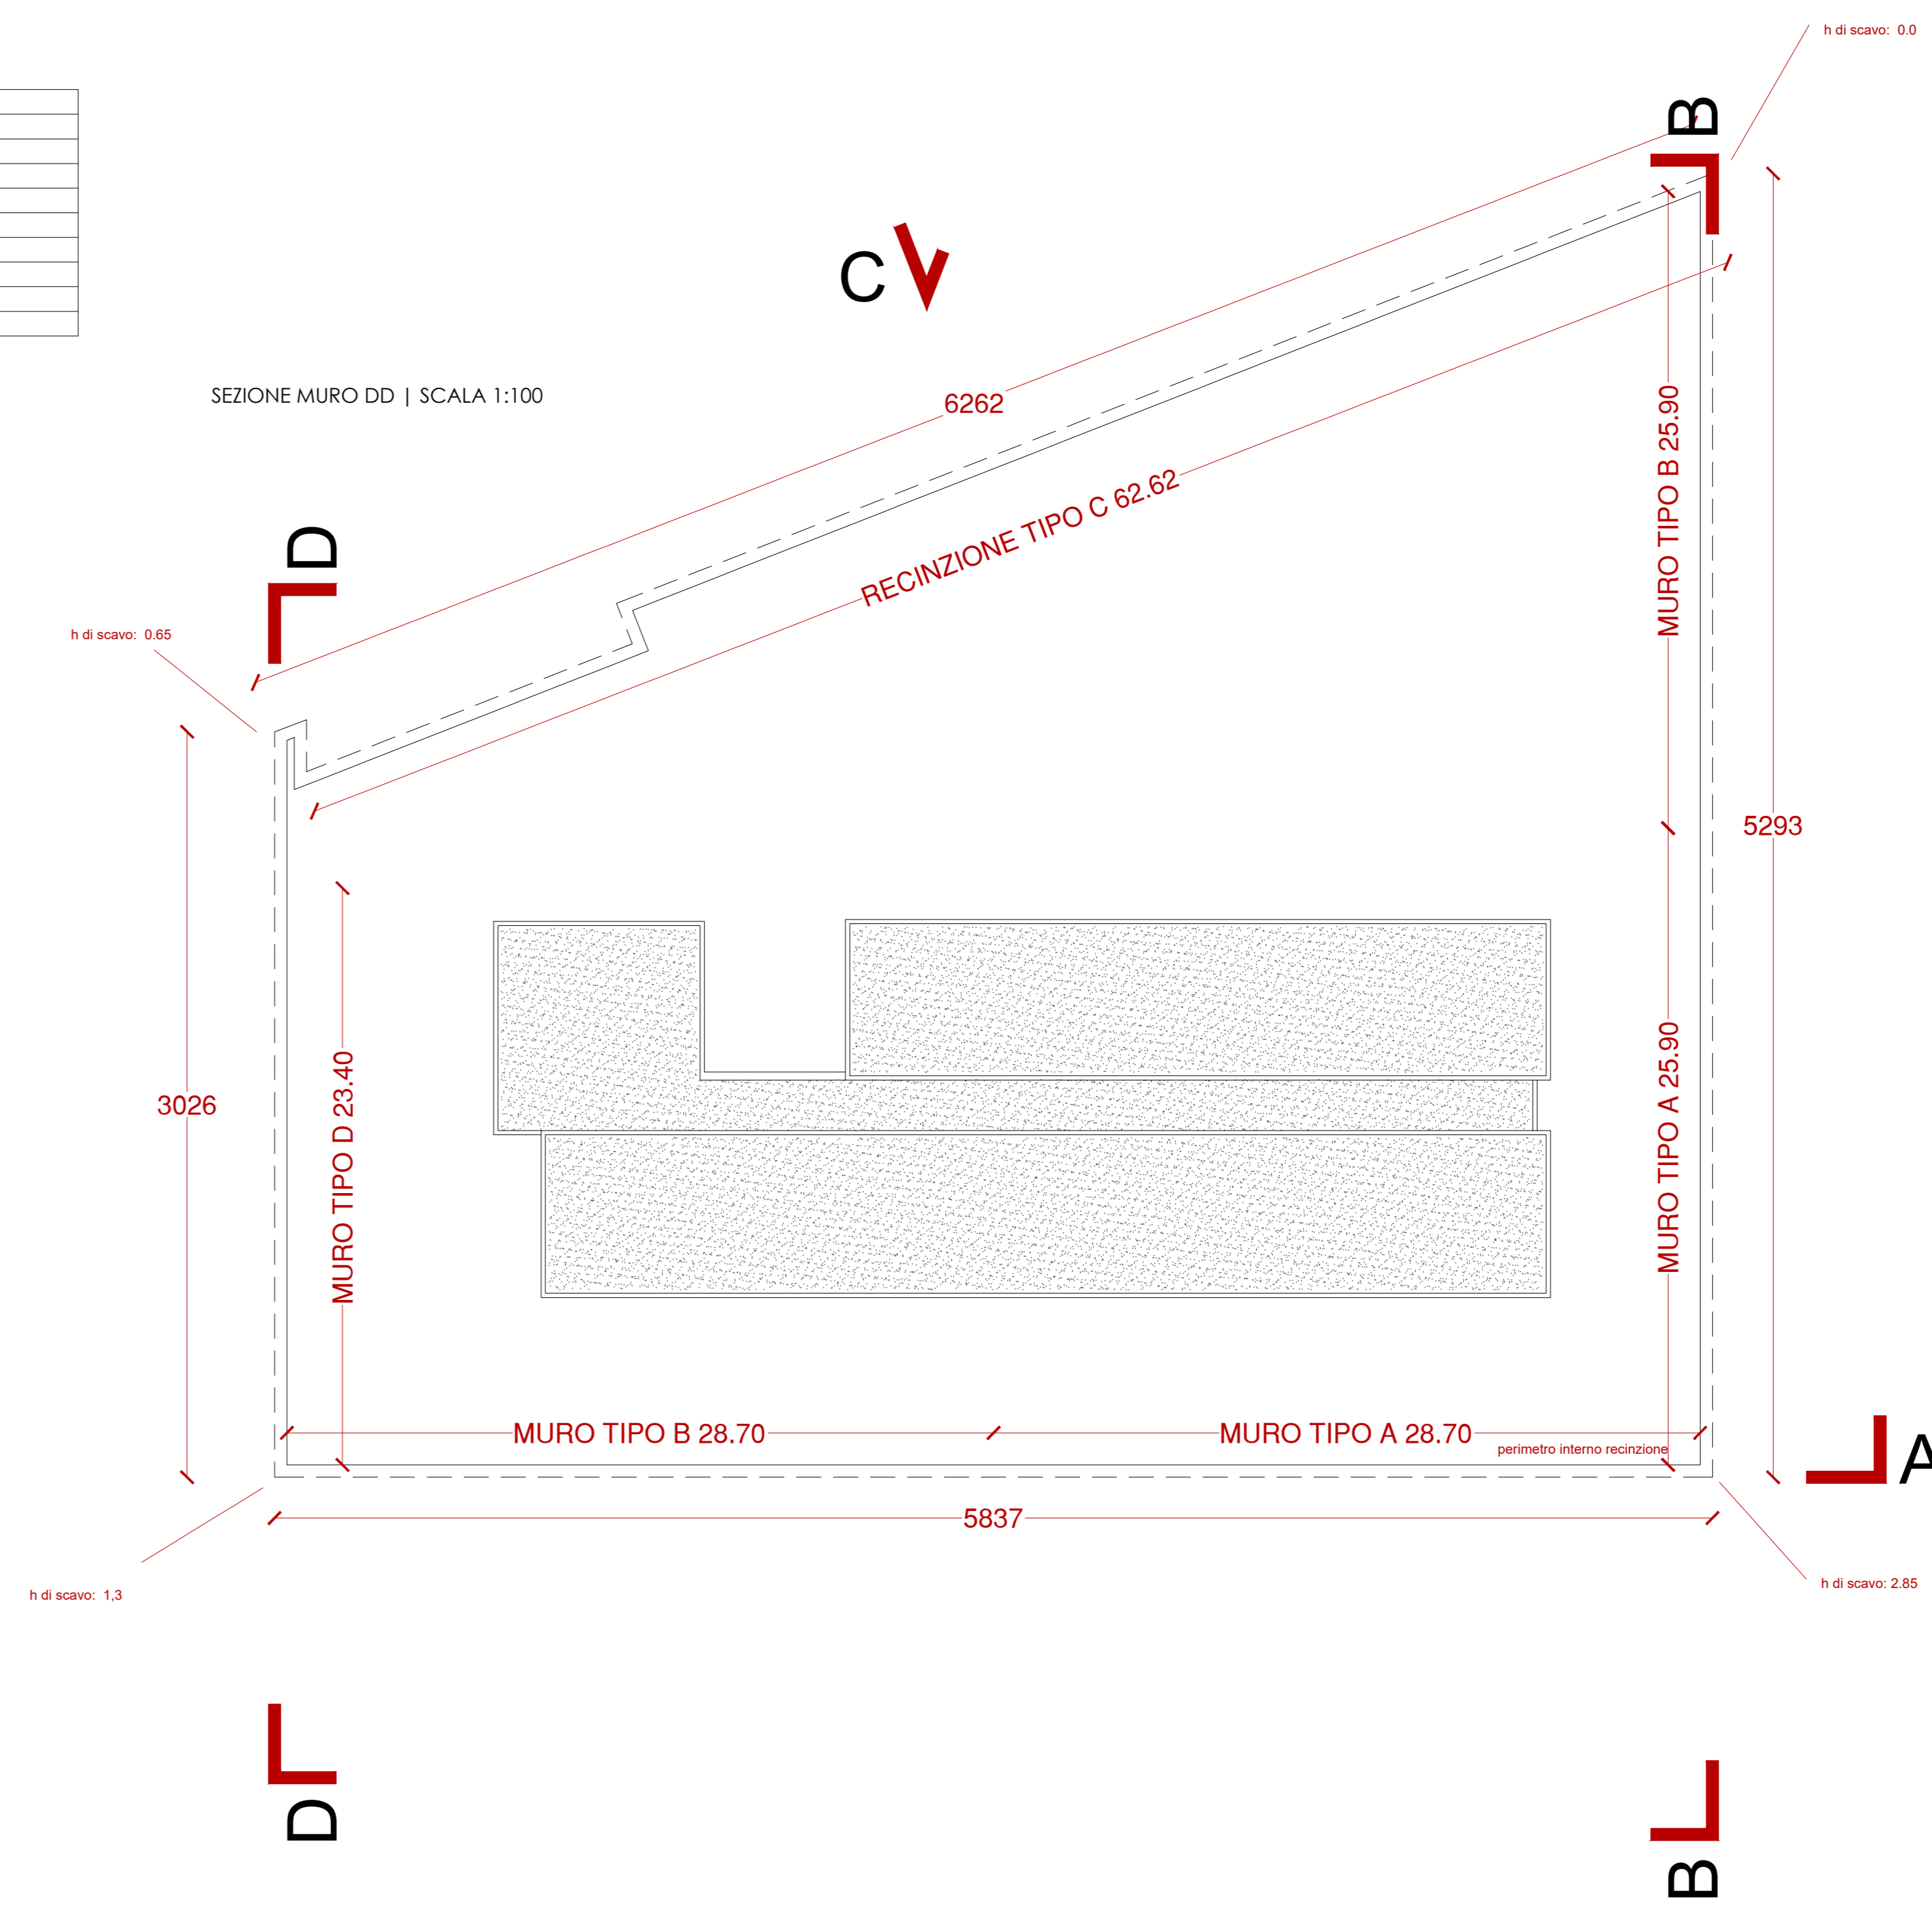 h di scavo: 0.0
B
C
SEZIONE MURO DD | SCALA 1:100
6262
MURO TIPO B 25.90
RECINZIONE TIPO C 62.62
D
h di scavo: 0.65
5293
3026
MURO TIPO D 23.40
MURO TIPO A 25.90
MURO TIPO B 28.70
MURO TIPO A 28.70
perimetro interno recinzione
A
5837
h di scavo: 1,3
h di scavo: 2.85
D
B